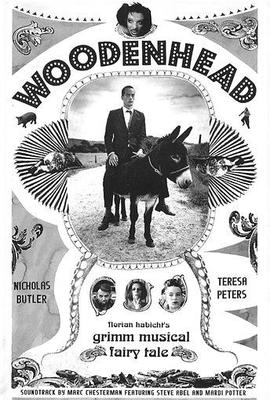 WOODENHEAD
NICHOLAS
BUTLER
TERESA
PETERS
florian habicht's
grimm musical
fairy tale
SOUNDTRACK BY MARC CHESTERMAN FEATURING STEVE ABEL AND MARDI POTTER